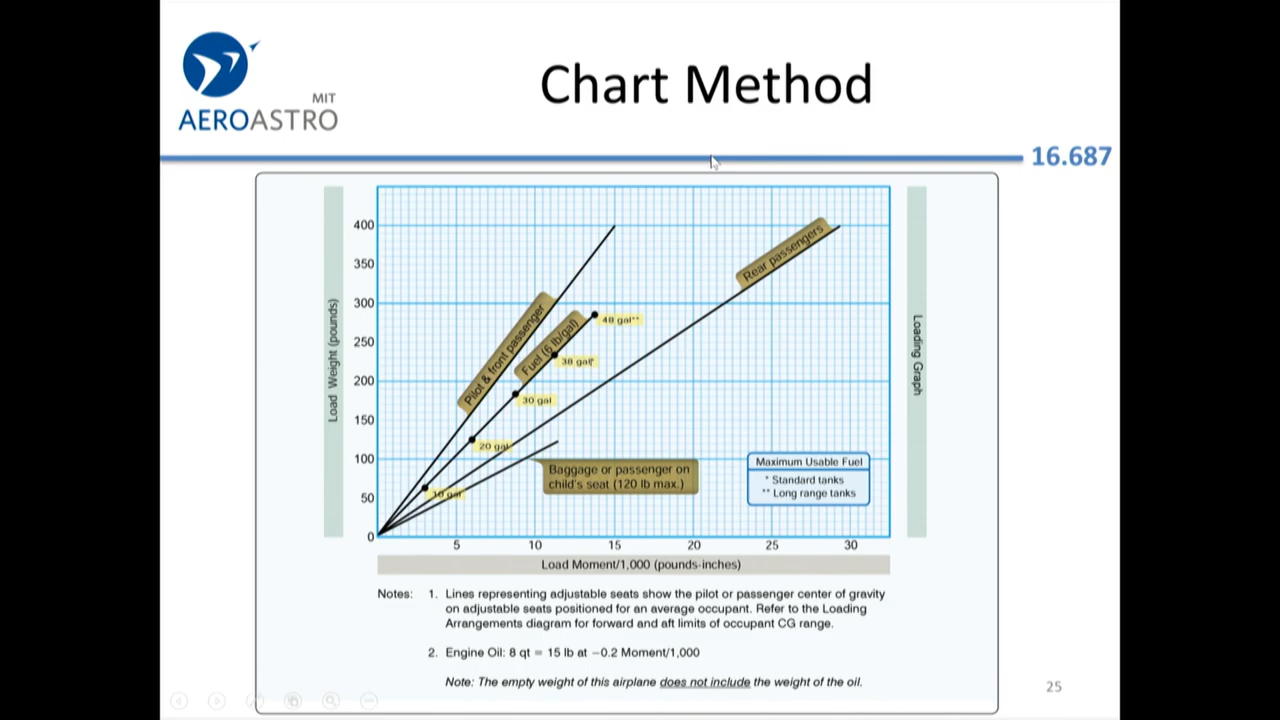 MIT
AEROASTRO
Chart Method
16.687
Load Weight (pounds)
400
350
300
250
200
150
100
50
0
Pilot & front passenger
Fuel (6 lb/gal)
Rear passengers
48 gal**
38 gal*
30 gal
20 gal
10 gal
Baggage or passenger on
child's seat (120 lb max.)
Maximum Usable Fuel
* Standard tanks
** Long range tanks
Loading Graph
5 10 15 20 25 30
Load Moment/1,000 (pounds-inches)
Notes: 1. Lines representing adjustable seats show the pilot or passenger center of gravity
on adjustable seats positioned for an average occupant. Refer to the Loading
Arrangements diagram for forward and aft limits of occupant CG range.
2. Engine Oil: 8 qt = 15 lb at −0.2 Moment/1,000
Note: The empty weight of this airplane does not include the weight of the oil.
25